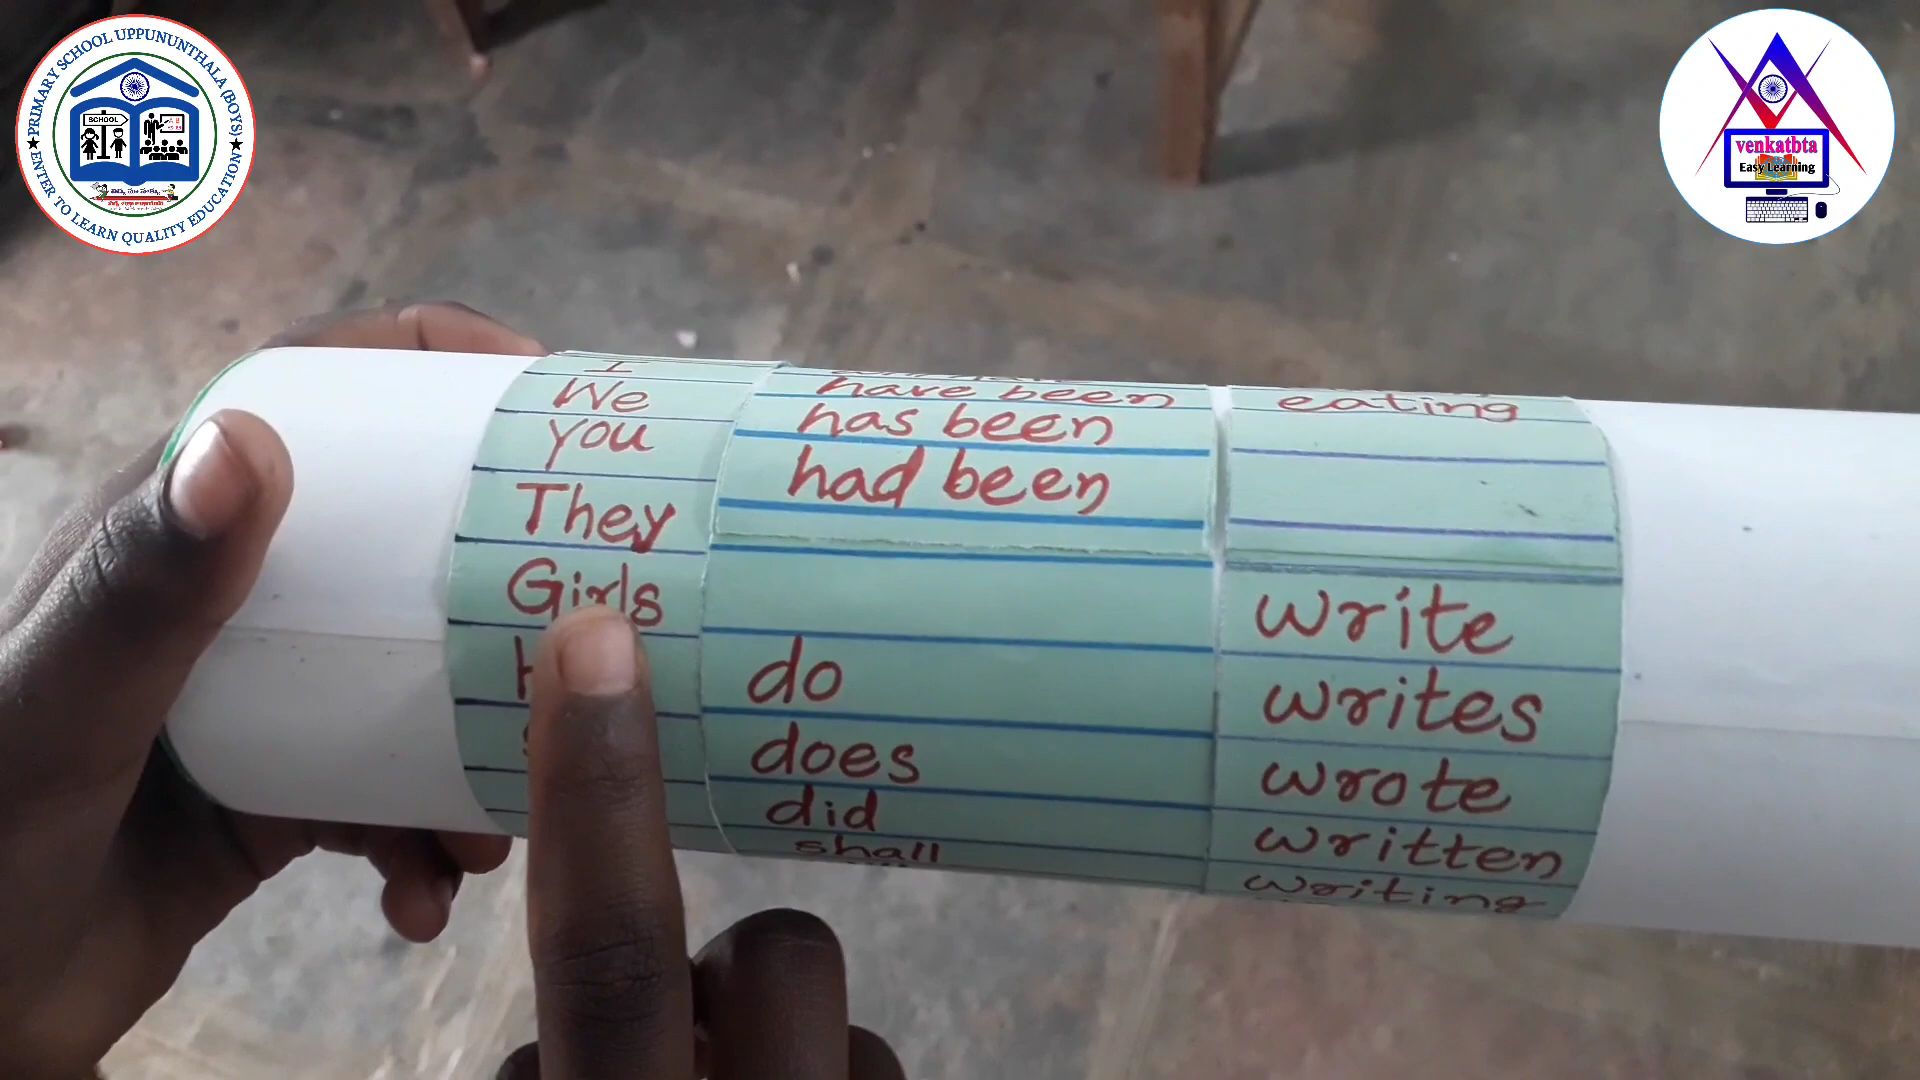 PRIMARY SCHOOL UPPUNUNTHALA (BOYS)
SCHOOL
ENTER TO LEARN QUALITY EDUCATION
venkatbta
Easy Learning
I
We
you
They
Girls
have been
has been
had been
do
does
did
shall
eating
write
writes
wrote
written
writing